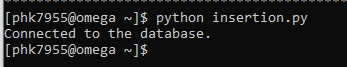 [phk7955@omega ~]$ python insertion.py
Connected to the database.
[phk7955@omega ~]$